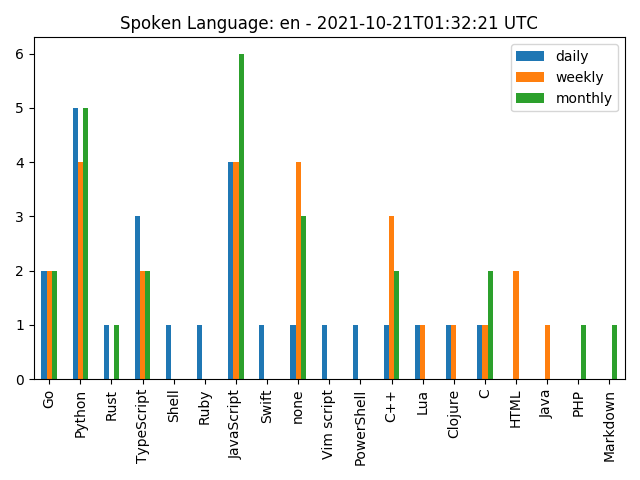 Spoken Language: en - 2021-10-21T01:32:21 UTC
daily
weekly
monthly
6
5
4
3
2
1
0
Go
Python
Rust
TypeScript
Shell
Ruby
JavaScript
Swift
none
Vim script
PowerShell
C++
Lua
Clojure
C
HTML
Java
PHP
Markdown